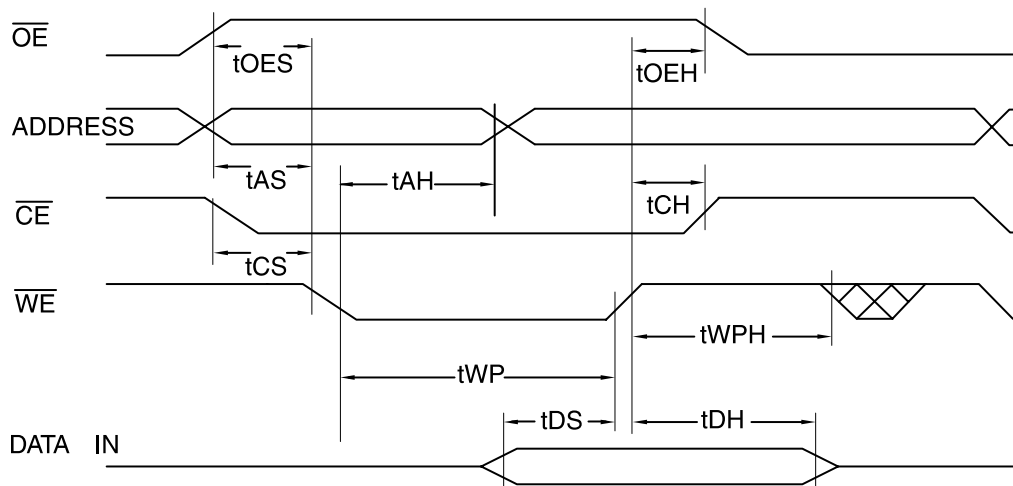 OE
tOES
tOEH
ADDRESS
tAS
tAH
CE
tCH
tCS
WE
tWPH
tWP
tDS
tDH
DATA IN